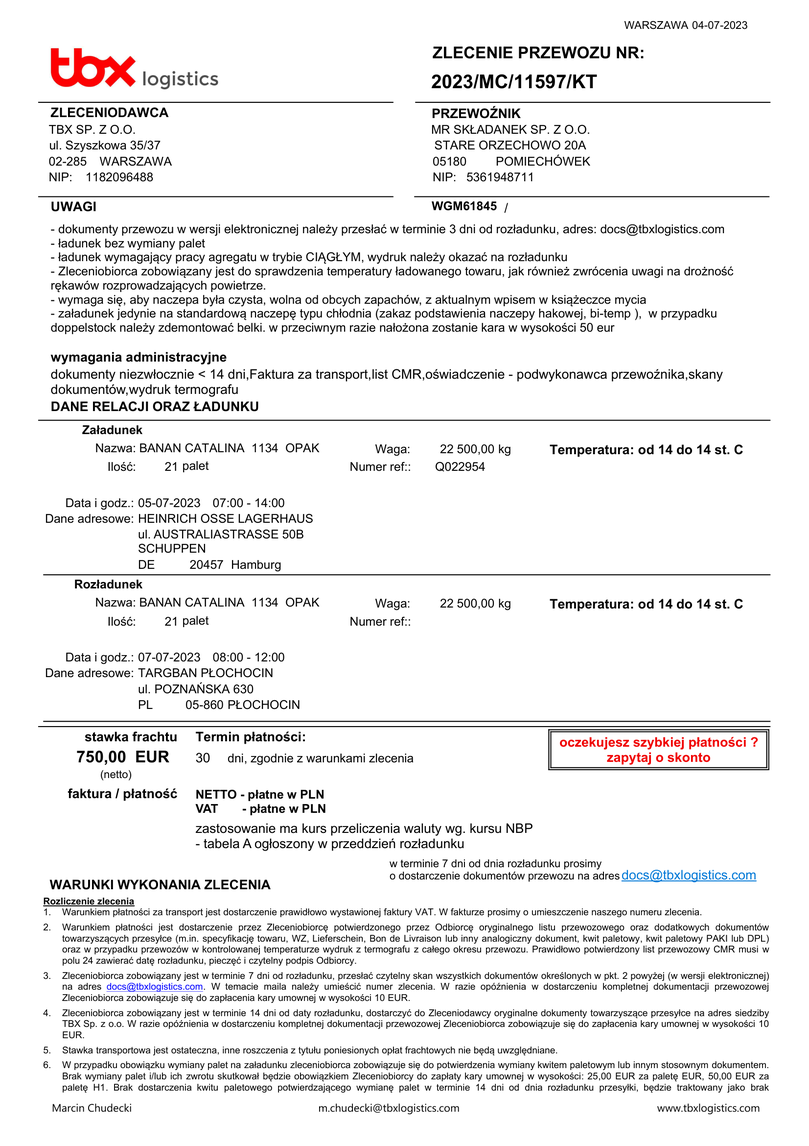 WARSZAWA 04-07-2023
tbx logistics
ZLECENIE PRZEWOZU NR:
2023/MC/11597/KT
ZLECENIODAWCA
TBX SP. Z O.O.
ul. Szyszkowa 35/37
02-285 WARSZAWA
NIP: 1182096488
PRZEWOŹNIK
MR SKŁADANEK SP. Z O.O.
STARE ORZECHOWO 20A
05180 POMIECHÓWEK
NIP: 5361948711
UWAGI
WGM61845 /
- dokumenty przewozu w wersji elektronicznej należy przesłać w terminie 3 dni od rozładunku, adres: docs@tbxlogistics.com
- ładunek bez wymiany palet
- ładunek wymagający pracy agregatu w trybie CIĄGŁYM, wydruk należy okazać na rozładunku
- Zleceniobiorca zobowiązany jest do sprawdzenia temperatury ładowanego towaru, jak również zwrócenia uwagi na drożność
rękawów rozprowadzających powietrze.
- wymaga się, aby naczepa była czysta, wolna od obcych zapachów, z aktualnym wpisem w książeczce mycia
- załadunek jedynie na standardową naczepę typu chłodnia (zakaz podstawienia naczepy hakowej, bi-temp ), w przypadku
doppelstock należy zdemontować belki. w przeciwnym razie nałożona zostanie kara w wysokości 50 eur
wymagania administracyjne
dokumenty niezwłocznie < 14 dni,Faktura za transport,list CMR,oświadczenie - podwykonawca przewoźnika,skany
dokumentów,wydruk termografu
DANE RELACJI ORAZ ŁADUNKU
Załadunek
Nazwa: BANAN CATALINA 1134 OPAK Waga: 22 500,00 kg Temperatura: od 14 do 14 st. C
Ilość: 21 palet Numer ref.: Q022954
Data i godz.: 05-07-2023 07:00 - 14:00
Dane adresowe: HEINRICH OSSE LAGERHAUS
ul. AUSTRALIASTRASSE 50B
SCHUPPEN
DE 20457 Hamburg
Rozładunek
Nazwa: BANAN CATALINA 1134 OPAK Waga: 22 500,00 kg Temperatura: od 14 do 14 st. C
Ilość: 21 palet Numer ref.:
Data i godz.: 07-07-2023 08:00 - 12:00
Dane adresowe: TARGBAN PŁOCHOCIN
ul. POZNAŃSKA 630
PL 05-860 PŁOCHOCIN
stawka frachtu Termin płatności:
750,00 EUR 30 dni, zgodnie z warunkami zlecenia
(netto)
oczekujesz szybkiej płatności ?
zapytaj o skonto
faktura / płatność NETTO - płatne w PLN
VAT - płatne w PLN
zastosowanie ma kurs przeliczenia waluty wg. kursu NBP
- tabela A ogłoszony w przeddzień rozładunku
w terminie 7 dni od dnia rozładunku prosimy
o dostarczenie dokumentów przewozu na adres docs@tbxlogistics.com
WARUNKI WYKONANIA ZLECENIA
Rozliczenie zlecenia
1. Warunkiem płatności za transport jest dostarczenie prawidłowo wystawionej faktury VAT. W fakturze prosimy o umieszczenie naszego numeru zlecenia.
2. Warunkiem płatności jest dostarczenie przez Zleceniobiorcę potwierdzonego przez Odbiorcę oryginalnego listu przewozowego oraz dodatkowych dokumentów
towarzyszących przesyłce (m.in. specyfikację towaru, WZ, Lieferschein, Bon de Livraison lub inny analogiczny dokument, kwit paletowy, kwit paletowy PAKI lub DPL)
oraz w przypadku przewozów w kontrolowanej temperaturze wydruk z termografu z całego okresu przewozu. Prawidłowo potwierdzony list przewozowy CMR musi w
polu 24 zawierać datę rozładunku, pieczęć i czytelny podpis Odbiorcy.
3. Zleceniobiorca zobowiązany jest w terminie 7 dni od rozładunku, przesłać czytelny skan wszystkich dokumentów określonych w pkt. 2 powyżej (w wersji elektronicznej)
na adres docs@tbxlogistics.com. W temacie maila należy umieścić numer zlecenia. W razie opóźnienia w dostarczeniu kompletnej dokumentacji przewozowej
Zleceniobiorca zobowiązuje się do zapłacenia kary umownej w wysokości 10 EUR.
4. Zleceniobiorca zobowiązany jest w terminie 14 dni od daty rozładunku, dostarczyć do Zleceniodawcy oryginalne dokumenty towarzyszące przesyłce na adres siedziby
TBX Sp. z o.o. W razie opóźnienia w dostarczeniu kompletnej dokumentacji przewozowej Zleceniobiorca zobowiązuje się do zapłacenia kary umownej w wysokości 10
EUR.
5. Stawka transportowa jest ostateczna, inne roszczenia z tytułu poniesionych opłat frachtowych nie będą uwzględniane.
6. W przypadku obowiązku wymiany palet na załadunku zleceniobiorca zobowiązuje się do potwierdzenia wymiany kwitem paletowym lub innym stosownym dokumentem.
Brak wymiany palet i/lub ich zwrotu skutkował będzie obowiązkiem Zleceniobiorcy do zapłaty kary umownej w wysokości: 25,00 EUR za paletę EUR, 50,00 EUR za
paletę H1. Brak dostarczenia kwitu paletowego potwierdzającego wymianę palet w terminie 14 dni od dnia rozładunku przesyłki, będzie traktowany jako brak
Marcin Chudecki m.chudecki@tbxlogistics.com www.tbxlogistics.com